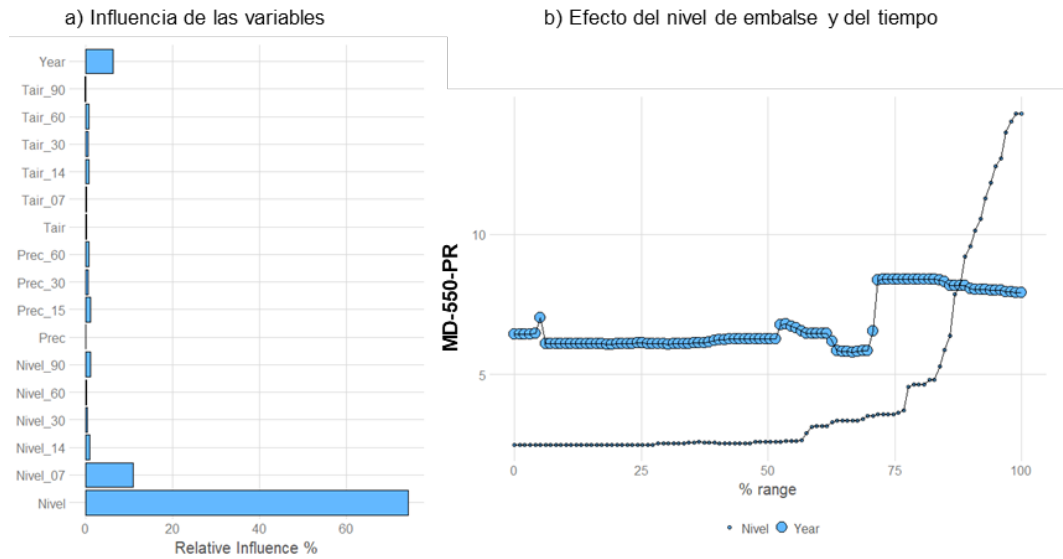 a) Influencia de las variables
Year
Tair_90
Tair_60
Tair_30
Tair_14
Tair_07
Tair
Prec_60
Prec_30
Prec_15
Prec
Nivel_90
Nivel_60
Nivel_30
Nivel_14
Nivel_07
Nivel
0 20 40 60
Relative Influence %
b) Efecto del nivel de embalse y del tiempo
MD-550-PR
10
5
0 25 50 75 100
% range
Nivel Year